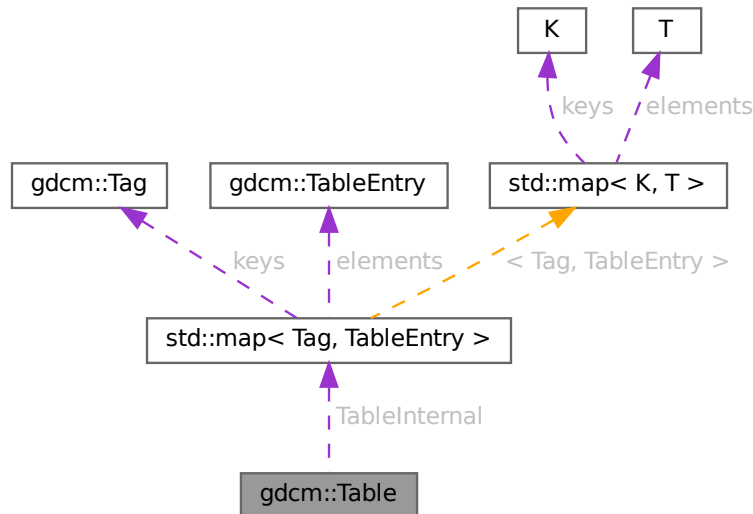 K
T
keys
elements
gdcm::Tag
gdcm::TableEntry
std::map< K, T >
keys
elements
< Tag, TableEntry >
std::map< Tag, TableEntry >
TableInternal
gdcm::Table